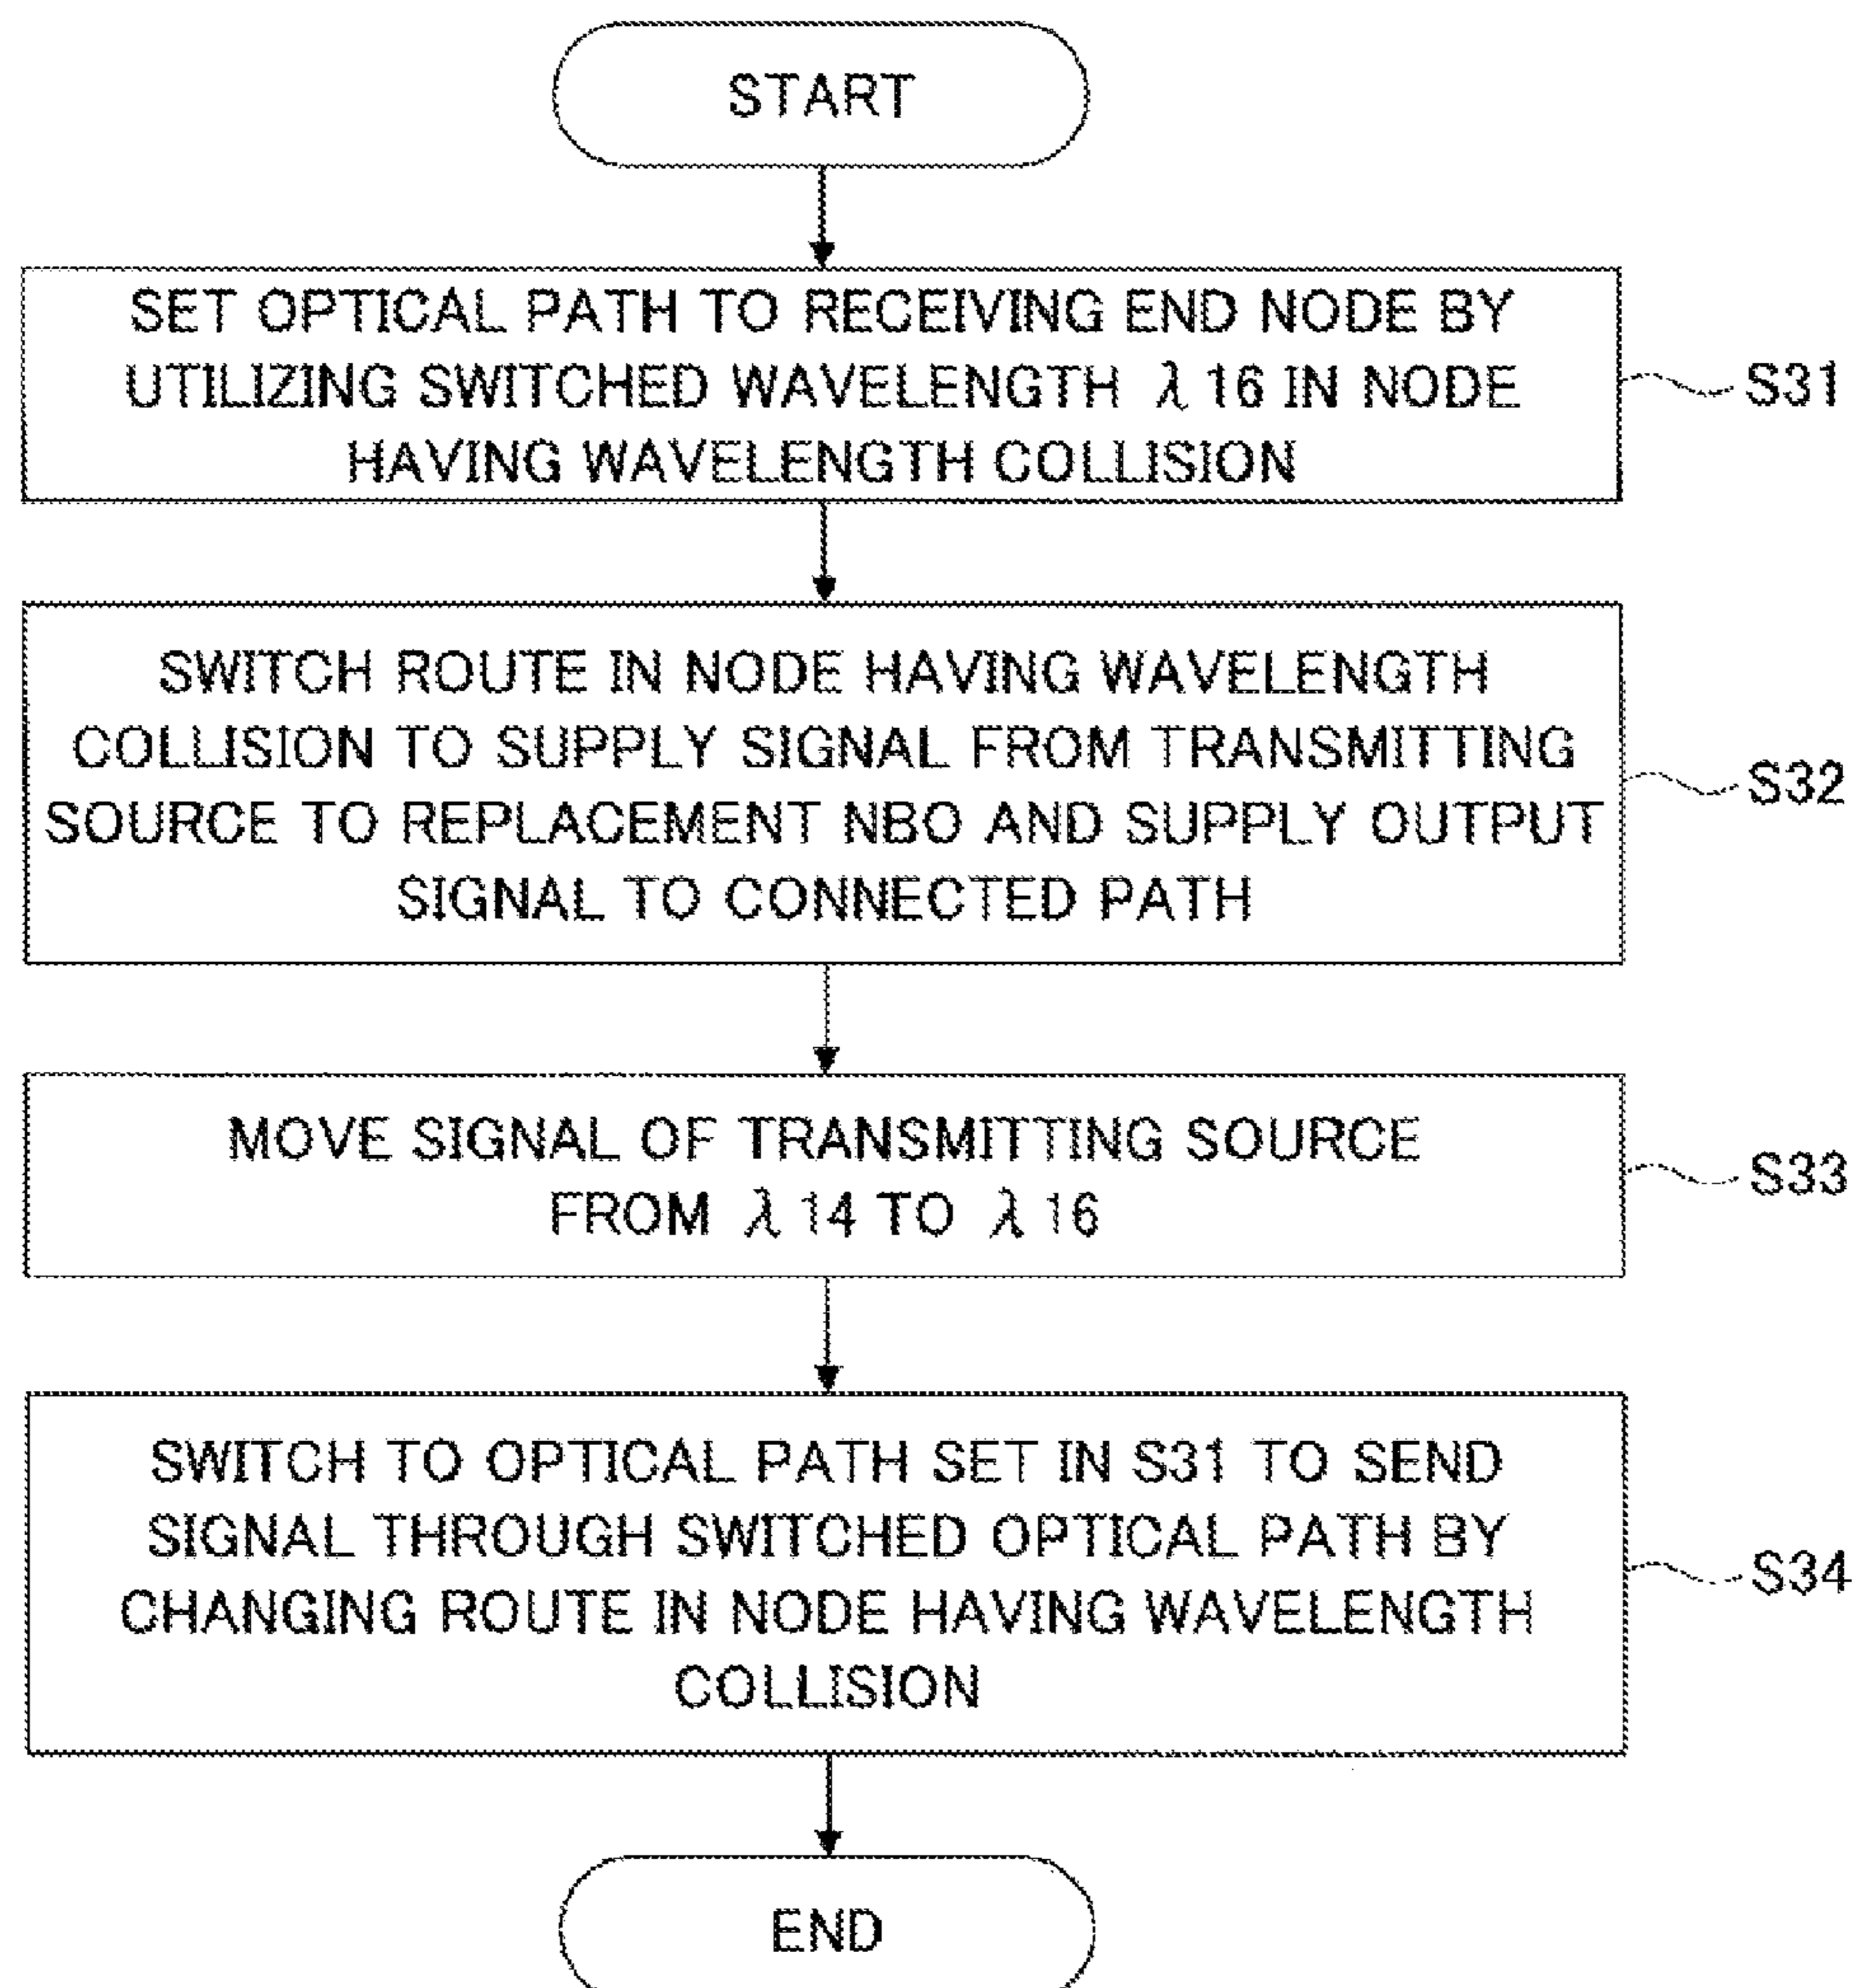 START
SET OPTICAL PATH TO RECEIVING END NODE BY
UTILIZING SWITCHED WAVELENGTH λ16 IN NODE
HAVING WAVELENGTH COLLISION
S31
SWITCH ROUTE IN NODE HAVING WAVELENGTH
COLLISION TO SUPPLY SIGNAL FROM TRANSMITTING
SOURCE TO REPLACEMENT NBO AND SUPPLY OUTPUT
SIGNAL TO CONNECTED PATH
S32
MOVE SIGNAL OF TRANSMITTING SOURCE
FROM λ14 TO λ16
S33
SWITCH TO OPTICAL PATH SET IN S31 TO SEND
SIGNAL THROUGH SWITCHED OPTICAL PATH BY
CHANGING ROUTE IN NODE HAVING WAVELENGTH
COLLISION
S34
END